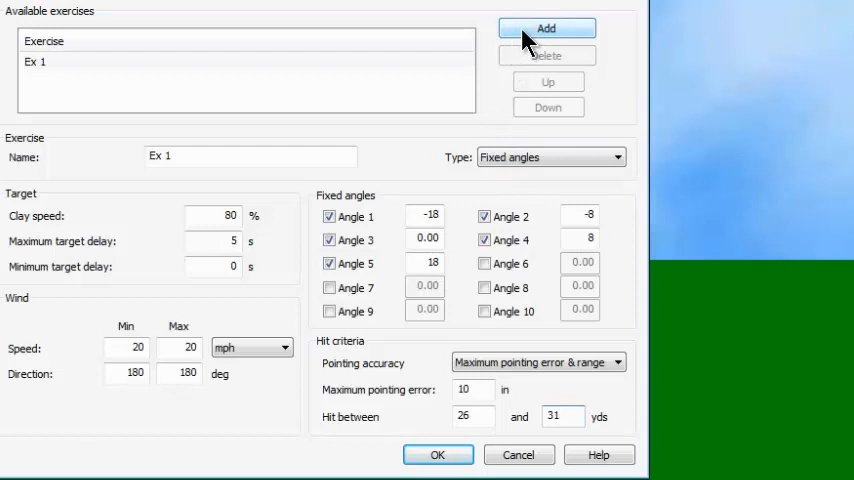 Available exercises
Exercise
Add
Ex 1
Delete
Up
Down
Exercise
Name: Ex 1 Type: Fixed angles
Target
Clay speed: 80 %
Maximum target delay: 5 s
Minimum target delay: 0 s
Fixed angles
Angle 1 -18 Angle 2 -8
Angle 3 0.00 Angle 4 8
Angle 5 18 Angle 6 0.00
Angle 7 0.00 Angle 8 0.00
Angle 9 0.00 Angle 10 0.00
Wind
Min Max
Speed: 20 20 mph
Direction: 180 180 deg
Hit criteria
Pointing accuracy Maximum pointing error & range
Maximum pointing error: 10 in
Hit between 26 and 31 yds
OK Cancel Help